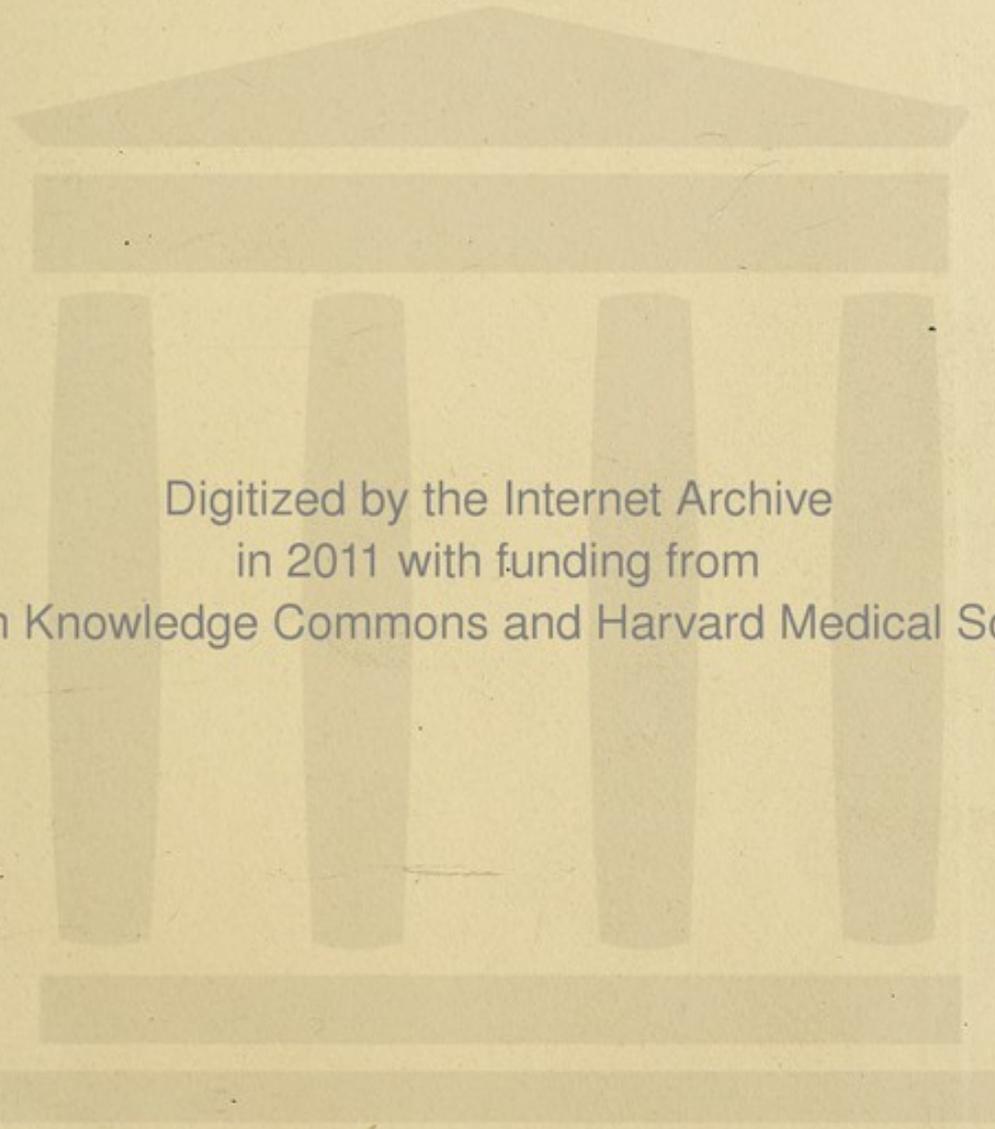 Digitized by the Internet Archive
in 2011 with funding from
Knowledge Commons and Harvard Medical